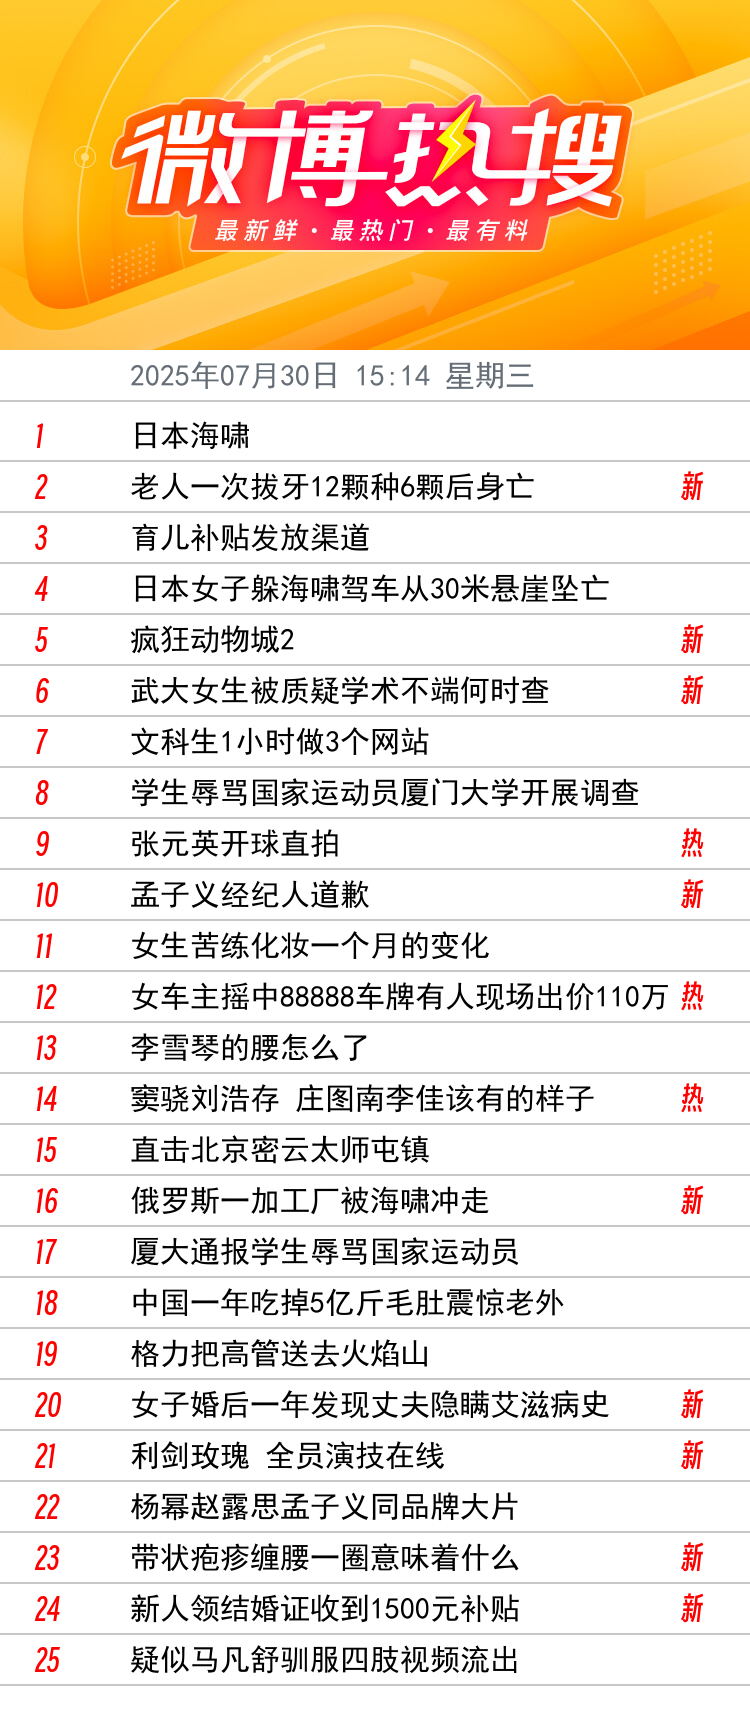 微博热搜
最新鲜·最热门·最有料
2025年07月30日 15:14 星期三
1 日本海啸
2 老人一次拔牙12颗种6颗后身亡 新
3 育儿补贴发放渠道
4 日本女子躲海啸驾车从30米悬崖坠亡
5 疯狂动物城2 新
6 武大女生被质疑学术不端何时查 新
7 文科生1小时做3个网站
8 学生辱骂国家运动员厦门大学开展调查
9 张元英开球直拍 热
10 孟子义经纪人道歉 新
11 女生苦练化妆一个月的变化
12 女车主摇中88888车牌有人现场出价110万 热
13 李雪琴的腰怎么了
14 窦骁刘浩存 庄图南李佳该有的样子 热
15 直击北京密云太师屯镇
16 俄罗斯一加工厂被海啸冲走 新
17 厦大通报学生辱骂国家运动员
18 中国一年吃掉5亿斤毛肚震惊老外
19 格力把高管送去火焰山
20 女子婚后一年发现丈夫隐瞒艾滋病史 新
21 利剑玫瑰 全员演技在线 新
22 杨幂赵露思孟子义同品牌大片
23 带状疱疹缠腰一圈意味着什么 新
24 新人领结婚证收到1500元补贴 新
25 疑似马凡舒驯服四肢视频流出